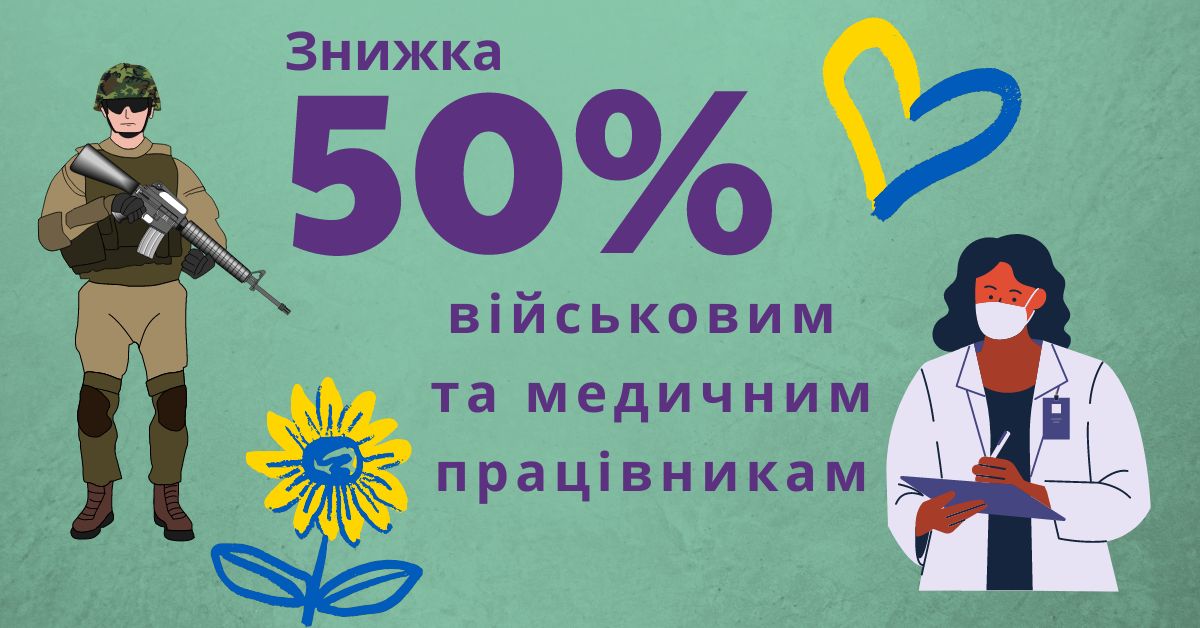 Знижка
50%
військовим
та медичним
працівникам